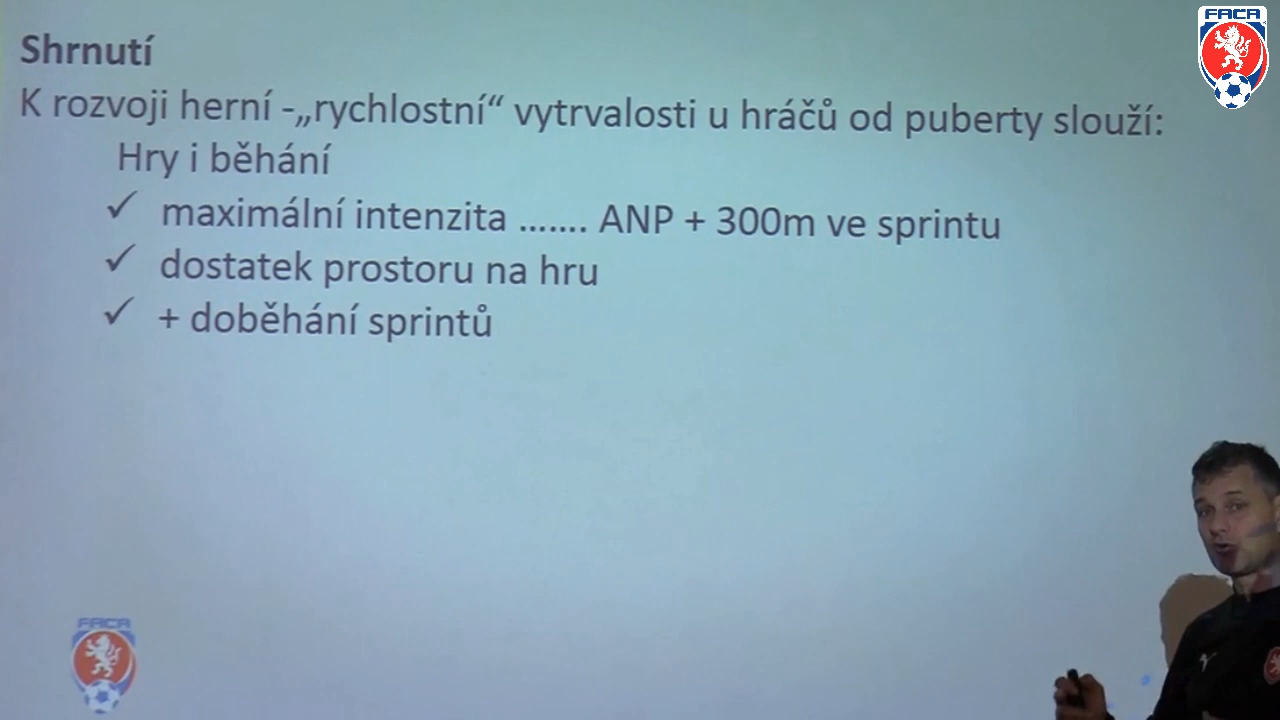 Shrnutí
K rozvoji herní -„rychlostní“ vytrvalosti u hráčů od puberty slouží:
Hry i běhání
✓ maximální intenzita ....... ANP + 300m ve sprintu
✓ dostatek prostoru na hru
✓ + doběhání sprintů
FACR
FACR